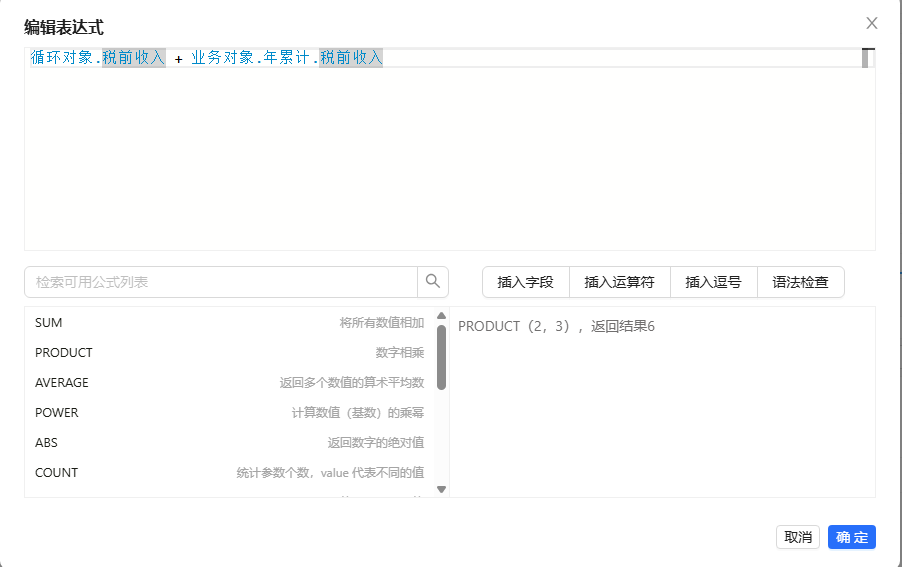 编辑表达式
循环对象.税前收入 + 业务对象.年累计.税前收入
检索可用公式列表
插入字段 插入运算符 插入逗号 语法检查
SUM 将所有数值相加
PRODUCT 数字相乘
AVERAGE 返回多个数值的算术平均数
POWER 计算数值（基数）的乘幂
ABS 返回数字的绝对值
COUNT 统计参数个数，value 代表不同的值
PRODUCT（2，3），返回结果6
取消 确 定